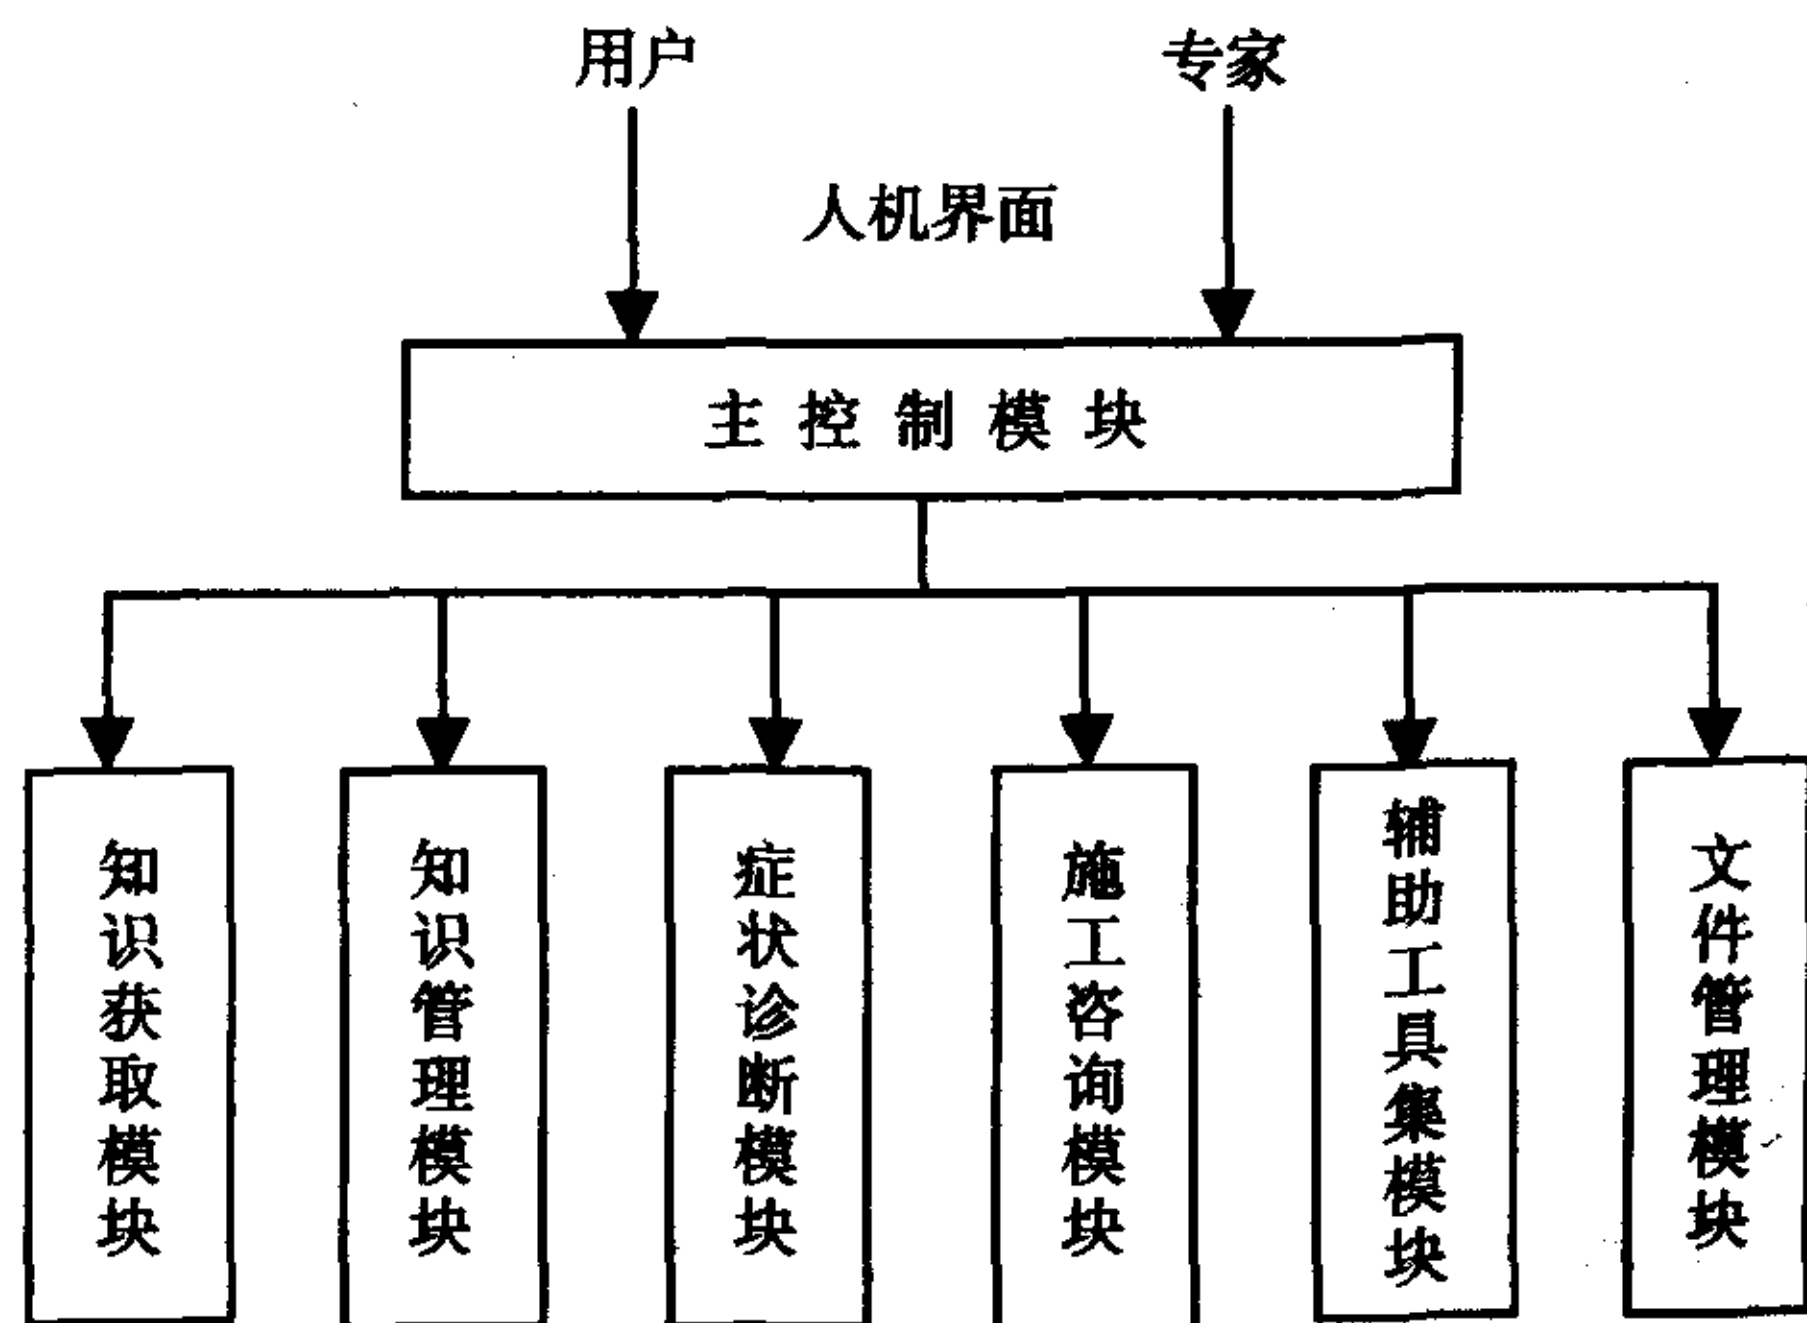 用户
专家
人机界面
主控制模块
知识获取模块
知识管理模块
症状诊断模块
施工咨询模块
辅助工具集模块
文件管理模块